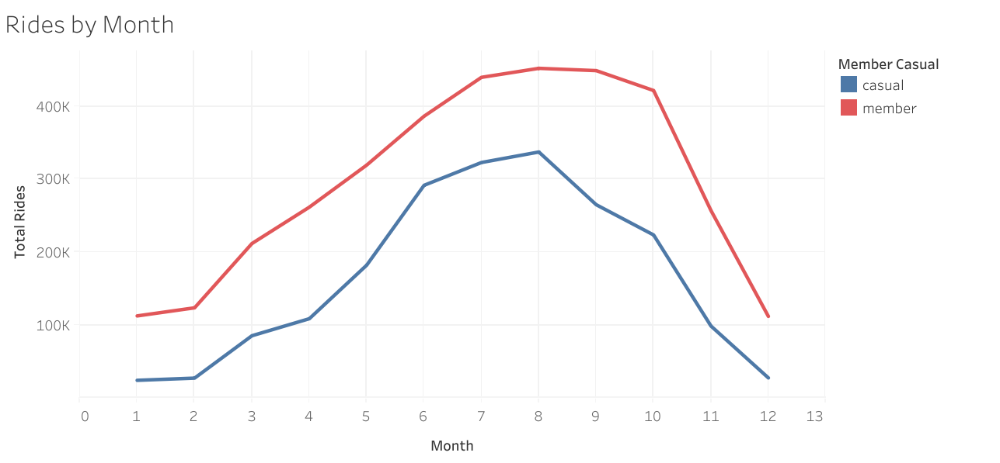 Rides by Month
Member Casual
casual
member
400K
300K
200K
100K
Total Rides
0 1 2 3 4 5 6 7 8 9 10 11 12 13
Month